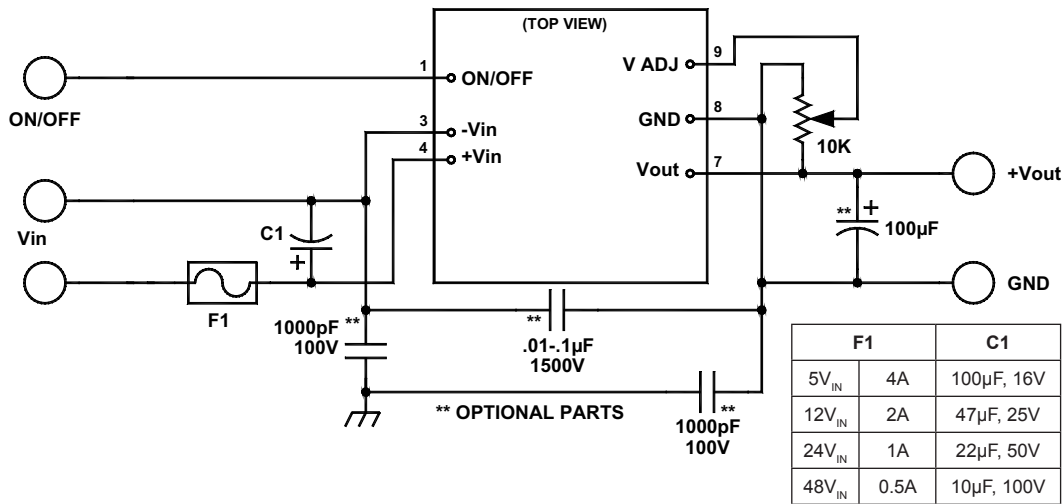 (TOP VIEW)
1
ON/OFF
ON/OFF
3
-Vin
4
+Vin
9
V ADJ
8
GND
7
Vout
10K
+Vout
** +
100µF
GND
Vin
C1
+
F1
1000pF **
100V
**
.01-.1µF
1500V
** OPTIONAL PARTS
**
1000pF
100V
F1 C1
5VIN 4A 100µF, 16V
12VIN 2A 47µF, 25V
24VIN 1A 22µF, 50V
48VIN 0.5A 10µF, 100V